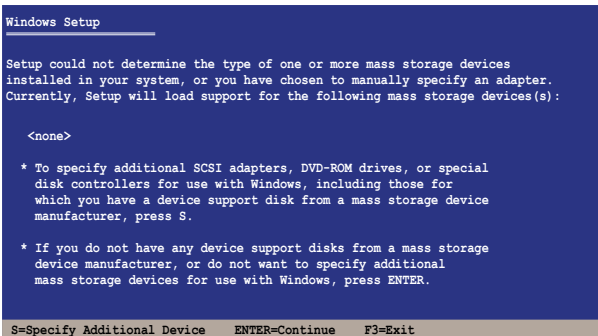 Windows Setup
Setup could not determine the type of one or more mass storage devices
installed in your system, or you have chosen to manually specify an adapter.
Currently, Setup will load support for the following mass storage devices(s):
<none>
* To specify additional SCSI adapters, DVD-ROM drives, or special
disk controllers for use with Windows, including those for
which you have a device support disk from a mass storage device
manufacturer, press S.
* If you do not have any device support disks from a mass storage
device manufacturer, or do not want to specify additional
mass storage devices for use with Windows, press ENTER.
S=Specify Additional Device ENTER=Continue F3=Exit